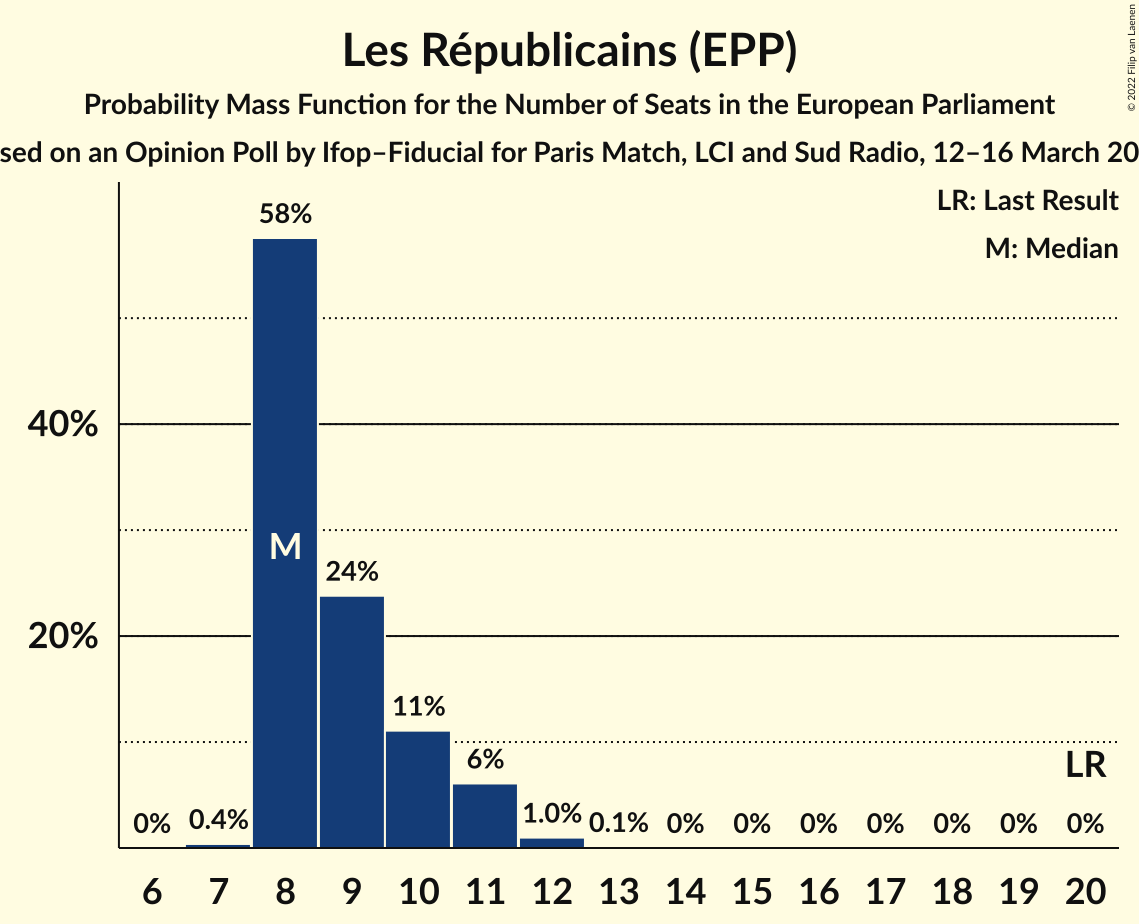 Les Républicains (EPP)
Probability Mass Function for the Number of Seats in the European Parliament
sed on an Opinion Poll by Ifop–Fiducial for Paris Match, LCI and Sud Radio, 12–16 March 20
© 2022 Filip van Laenen
LR: Last Result
M: Median
58%
40%
M
24%
20%
11%
6%
LR
0% 0.4% 1.0% 0.1% 0% 0% 0% 0% 0% 0% 0%
6 7 8 9 10 11 12 13 14 15 16 17 18 19 20